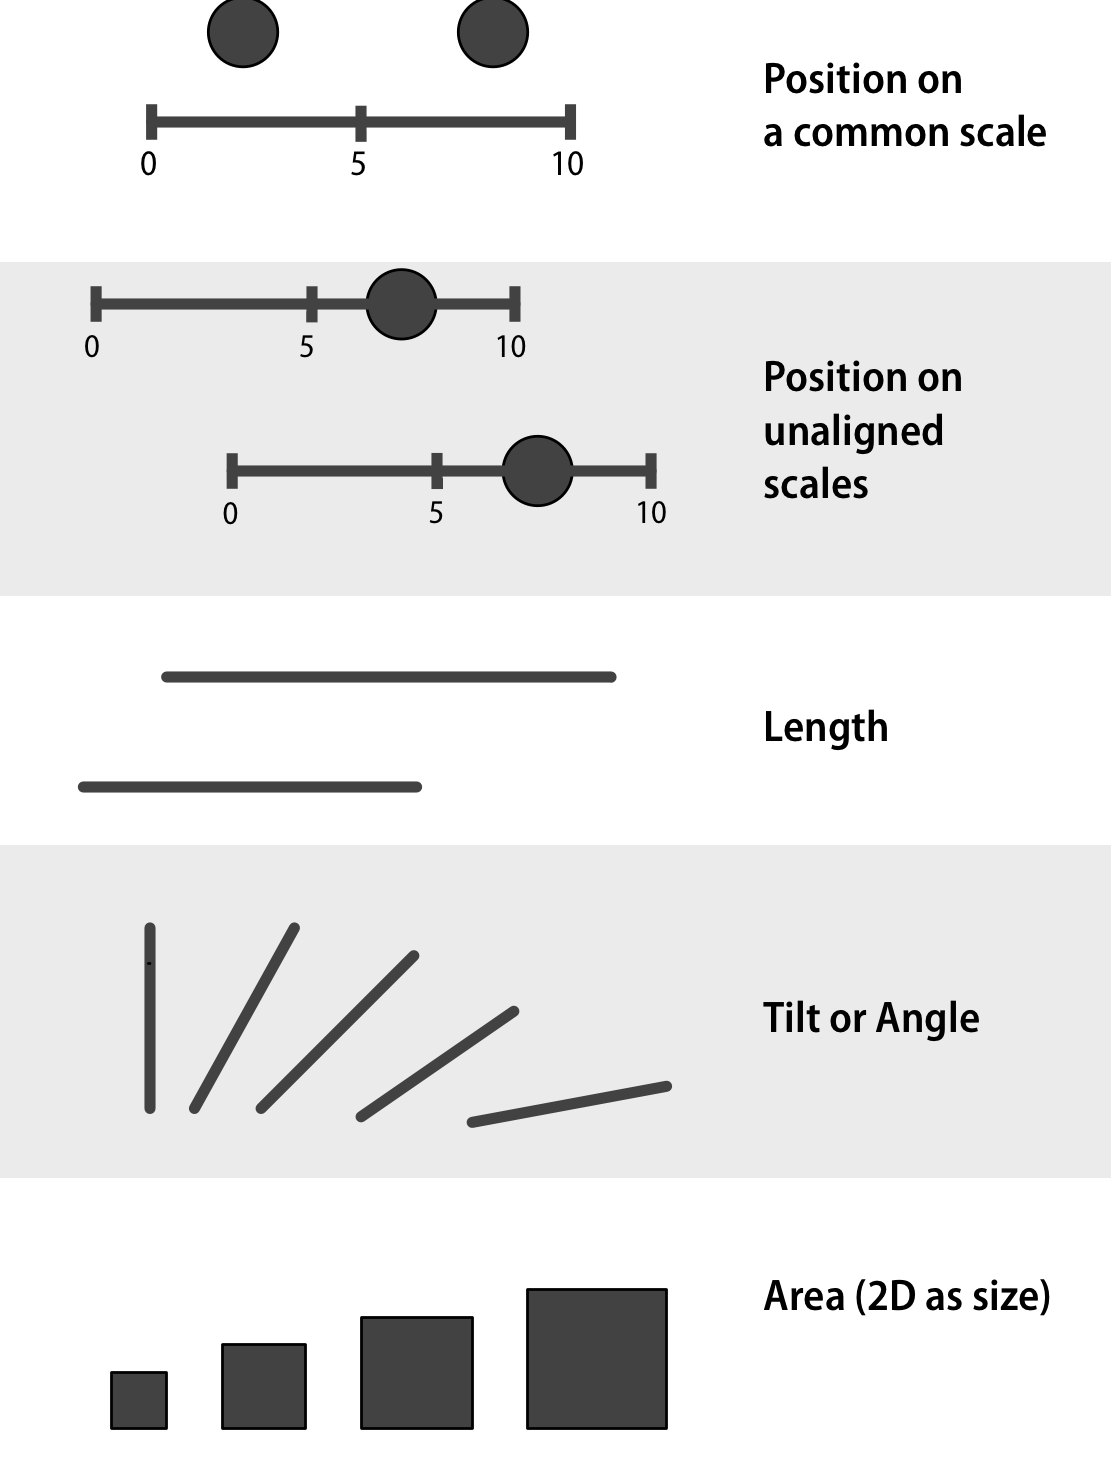 Position on
a common scale
0 5 10
0 5 10
Position on
unaligned
scales
0 5 10
Length
Tilt or Angle
Area (2D as size)